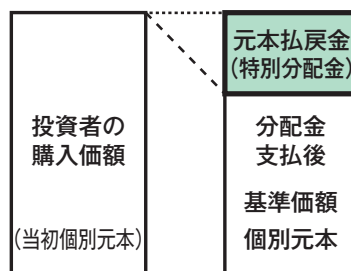 投資者の
購入価額
(当初個別元本)
元本払戻金
(特別分配金)
分配金
支払後
基準価額
個別元本